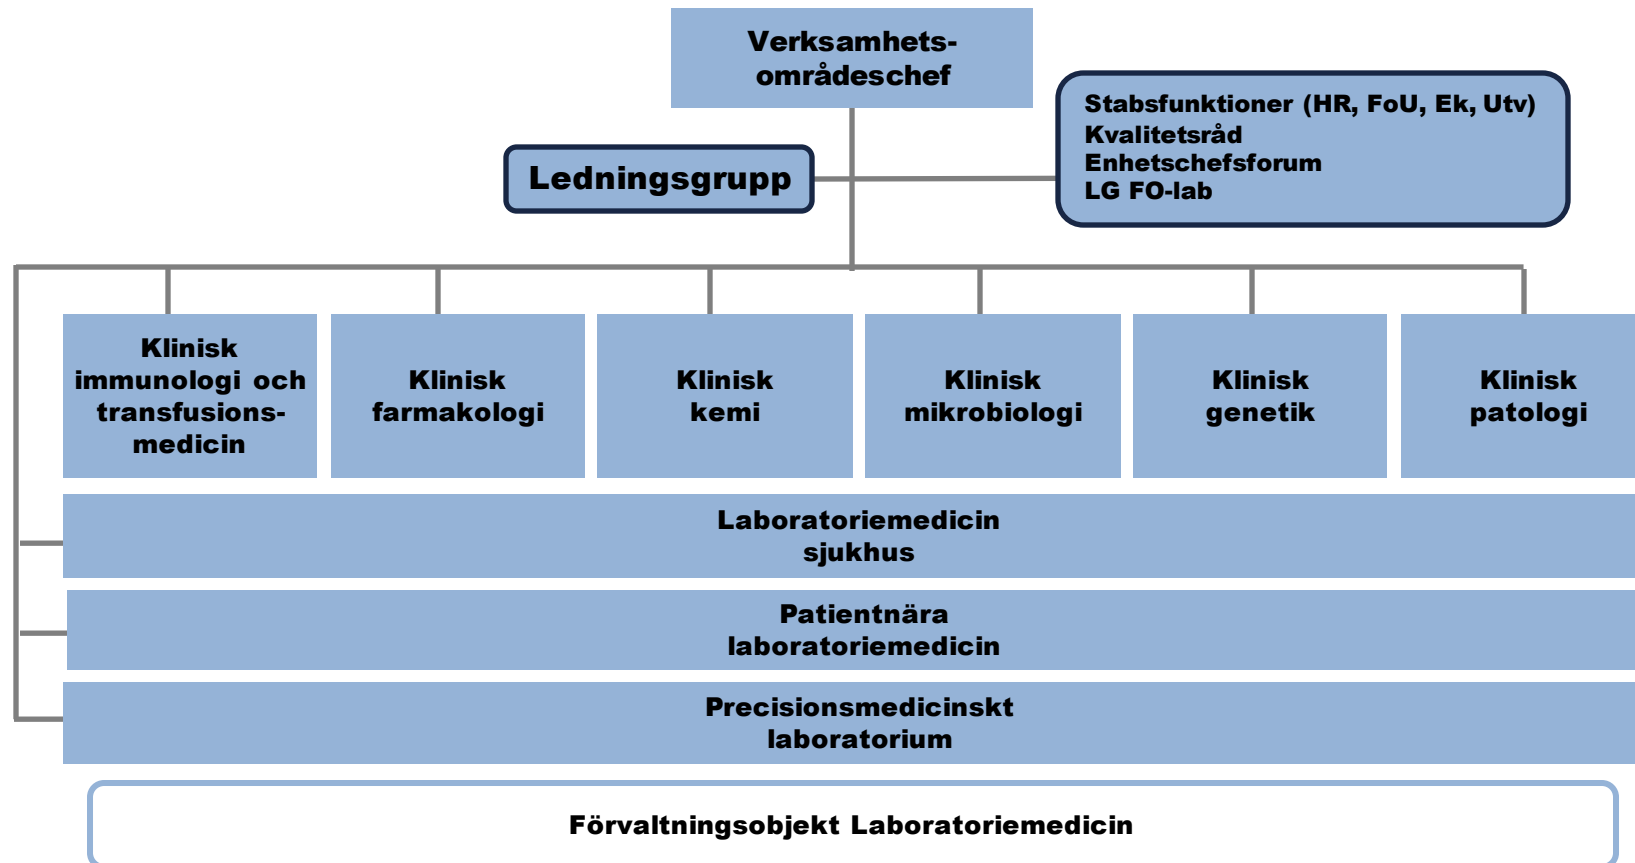 Verksamhets-
områdeschef
Stabsfunktioner (HR, FoU, Ek, Utv)
Kvalitetsråd
Enhetschefsforum
LG FO-lab
Ledningsgrupp
Klinisk
immunologi och
transfusions-
medicin
Klinisk
farmakologi
Klinisk
kemi
Klinisk
mikrobiologi
Klinisk
genetik
Klinisk
patologi
Laboratoriemedicin
sjukhus
Patientnära
laboratoriemedicin
Precisionsmedicinskt
laboratorium
Förvaltningsobjekt Laboratoriemedicin